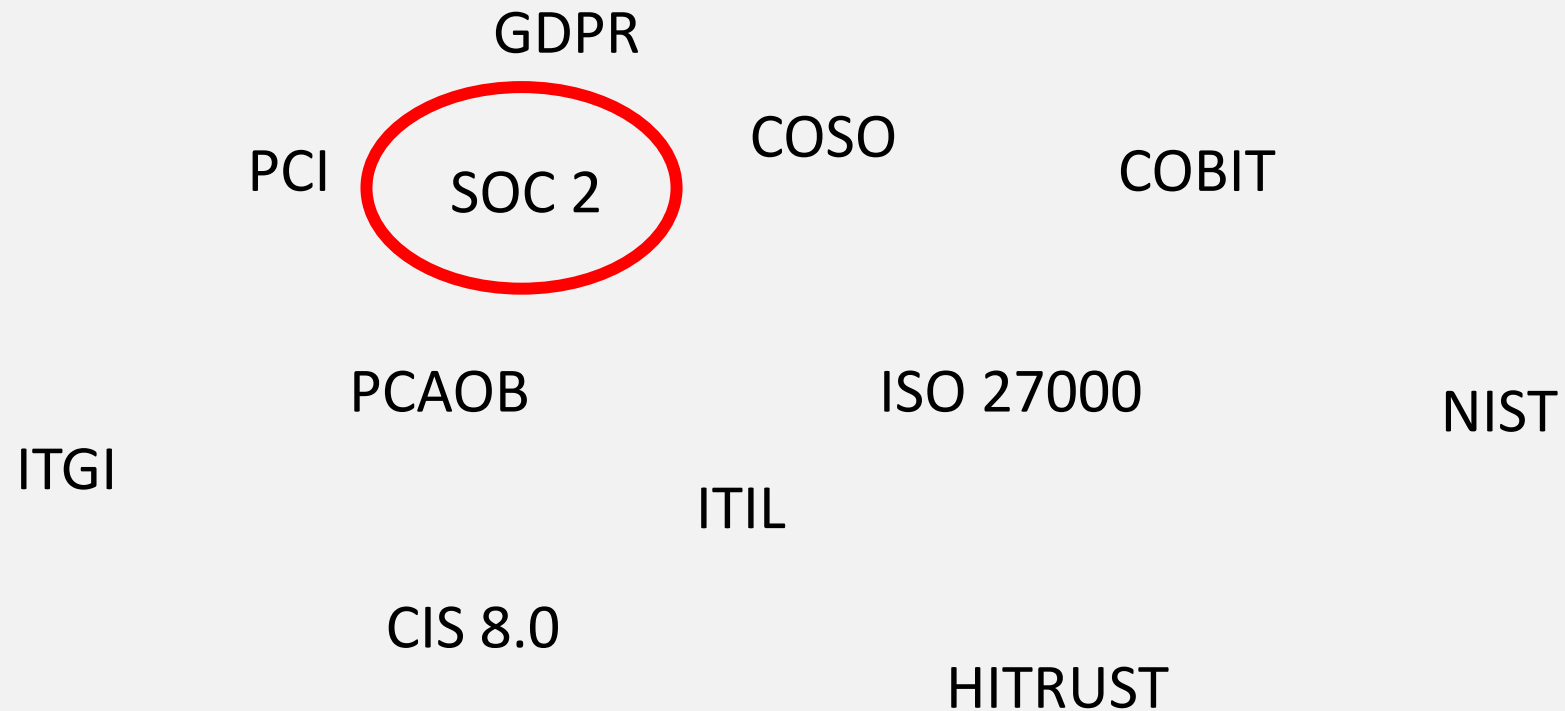 GDPR
COSO
PCI
SOC 2
COBIT
PCAOB
ISO 27000
NIST
ITGI
ITIL
CIS 8.0
HITRUST